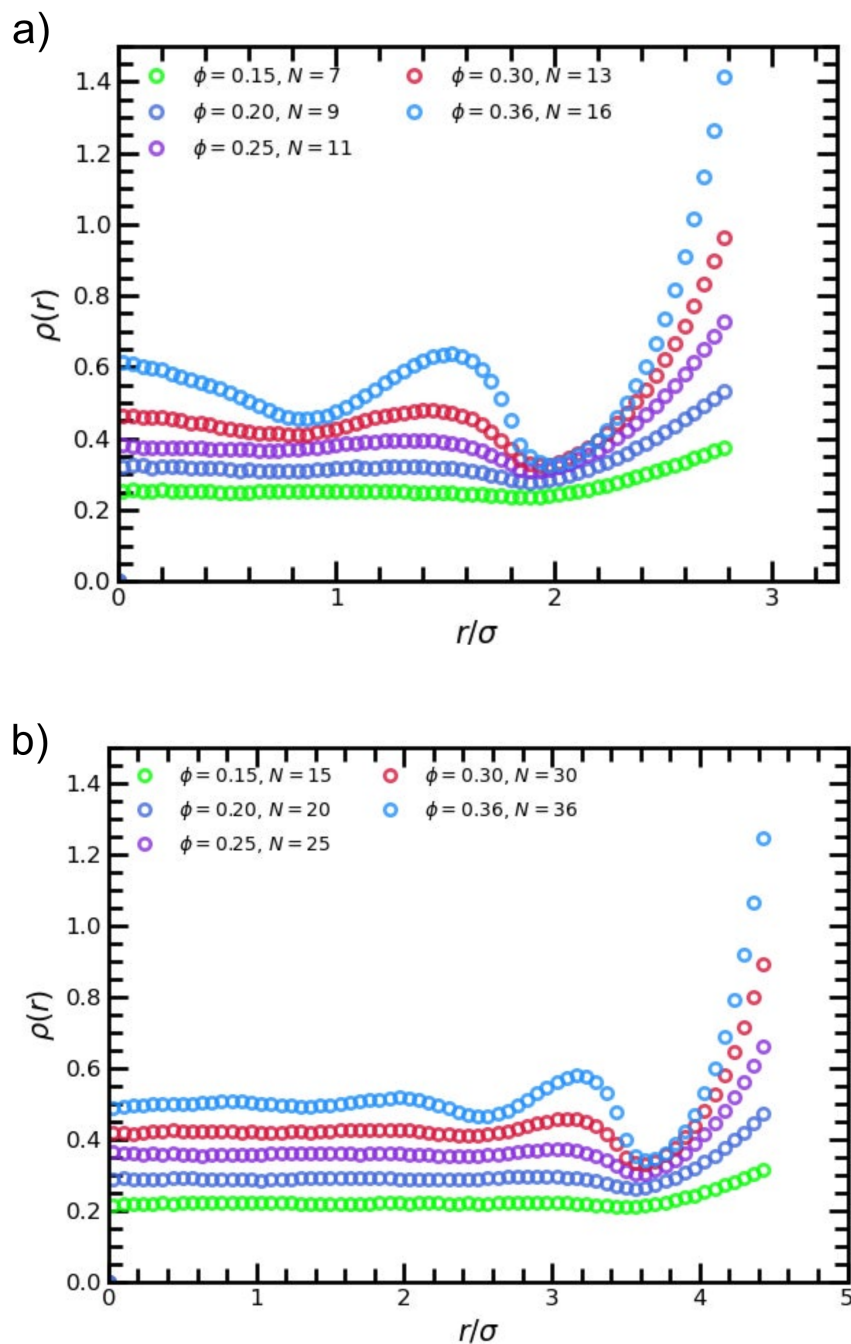 a)
ϕ = 0.15, N = 7
ϕ = 0.30, N = 13
ϕ = 0.20, N = 9
ϕ = 0.36, N = 16
ϕ = 0.25, N = 11
1.4
1.2
1.0
0.8
0.6
0.4
0.2
0.0
ρ(r)
0 1 2 3
r/σ
b)
ϕ = 0.15, N = 15
ϕ = 0.30, N = 30
ϕ = 0.20, N = 20
ϕ = 0.36, N = 36
ϕ = 0.25, N = 25
1.4
1.2
1.0
0.8
0.6
0.4
0.2
0.0
ρ(r)
0 1 2 3 4 5
r/σ